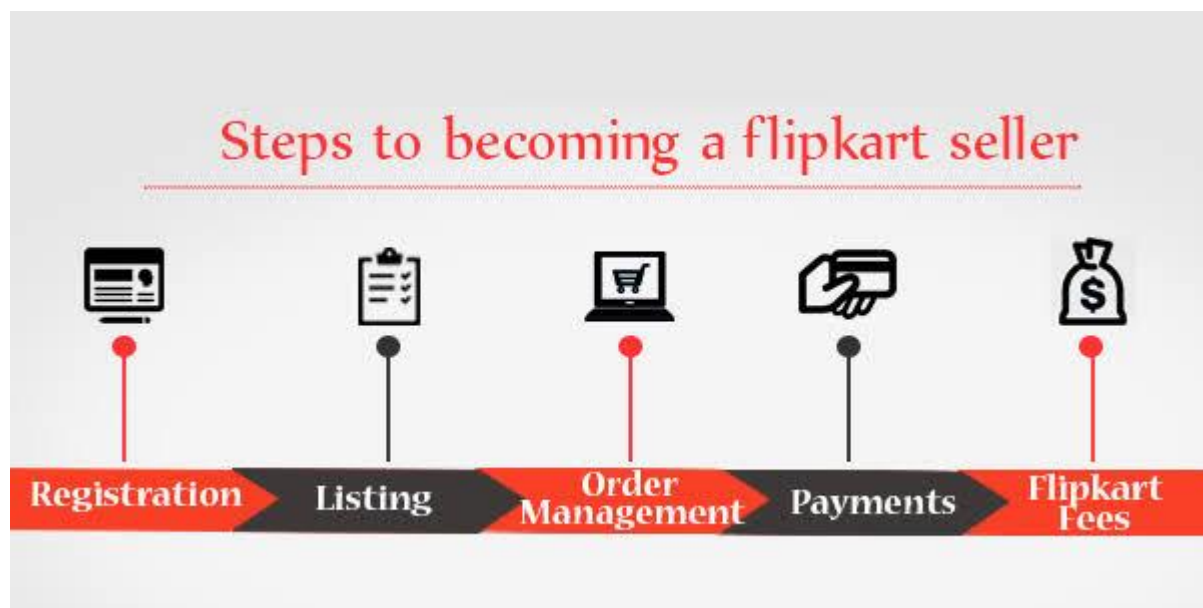 Steps to becoming a flipkart seller
$
Registration
Listing
Order
Management
Payments
Flipkart
Fees